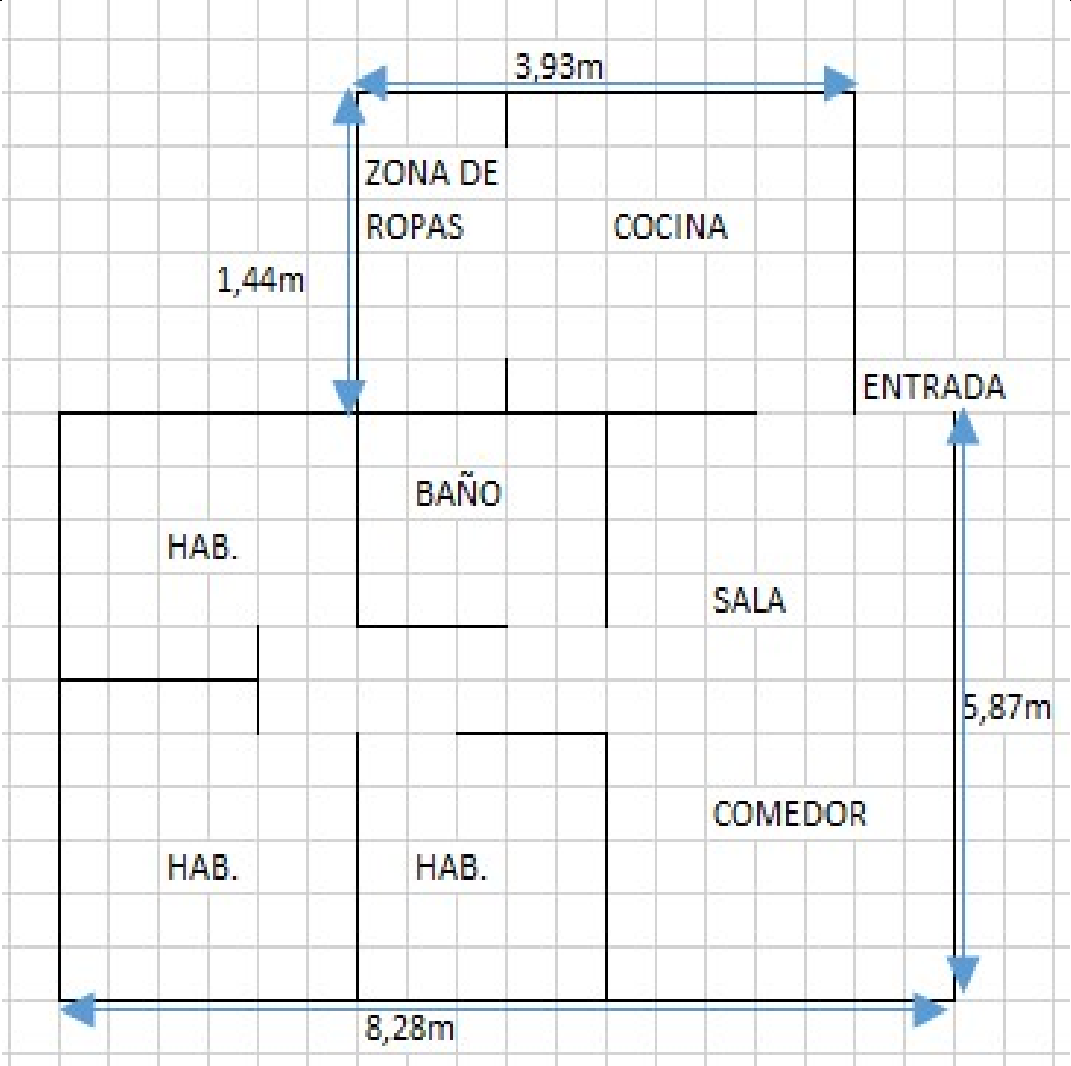 3,93m
ZONA DE
ROPAS
COCINA
1,44m
ENTRADA
BAÑO
HAB.
SALA
5,87m
COMEDOR
HAB.
HAB.
8,28m